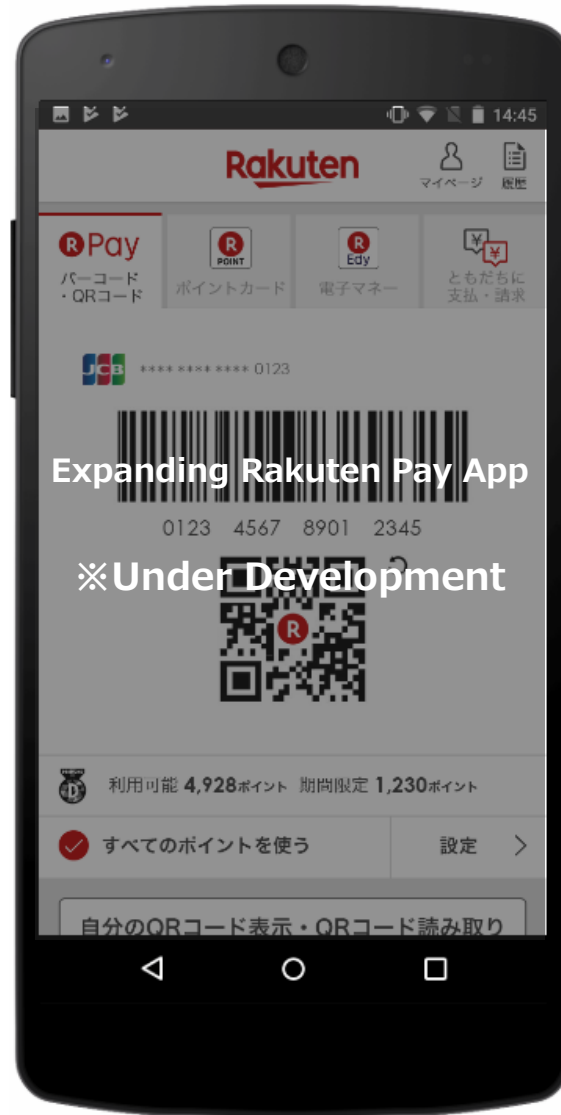 14:45
Rakuten
マイページ
履歴
R Pay
バーコード
・QRコード
R
POINT
ポイントカード
R
Edy
電子マネー
¥
¥
ともだちに
支払・請求
JCB **** **** **** 0123
Expanding Rakuten Pay App
0123 4567 8901 2345
※Under Development
R
利用可能 4,928ポイント 期間限定 1,230ポイント
すべてのポイントを使う
設定
自分のQRコード表示・QRコード読み取り